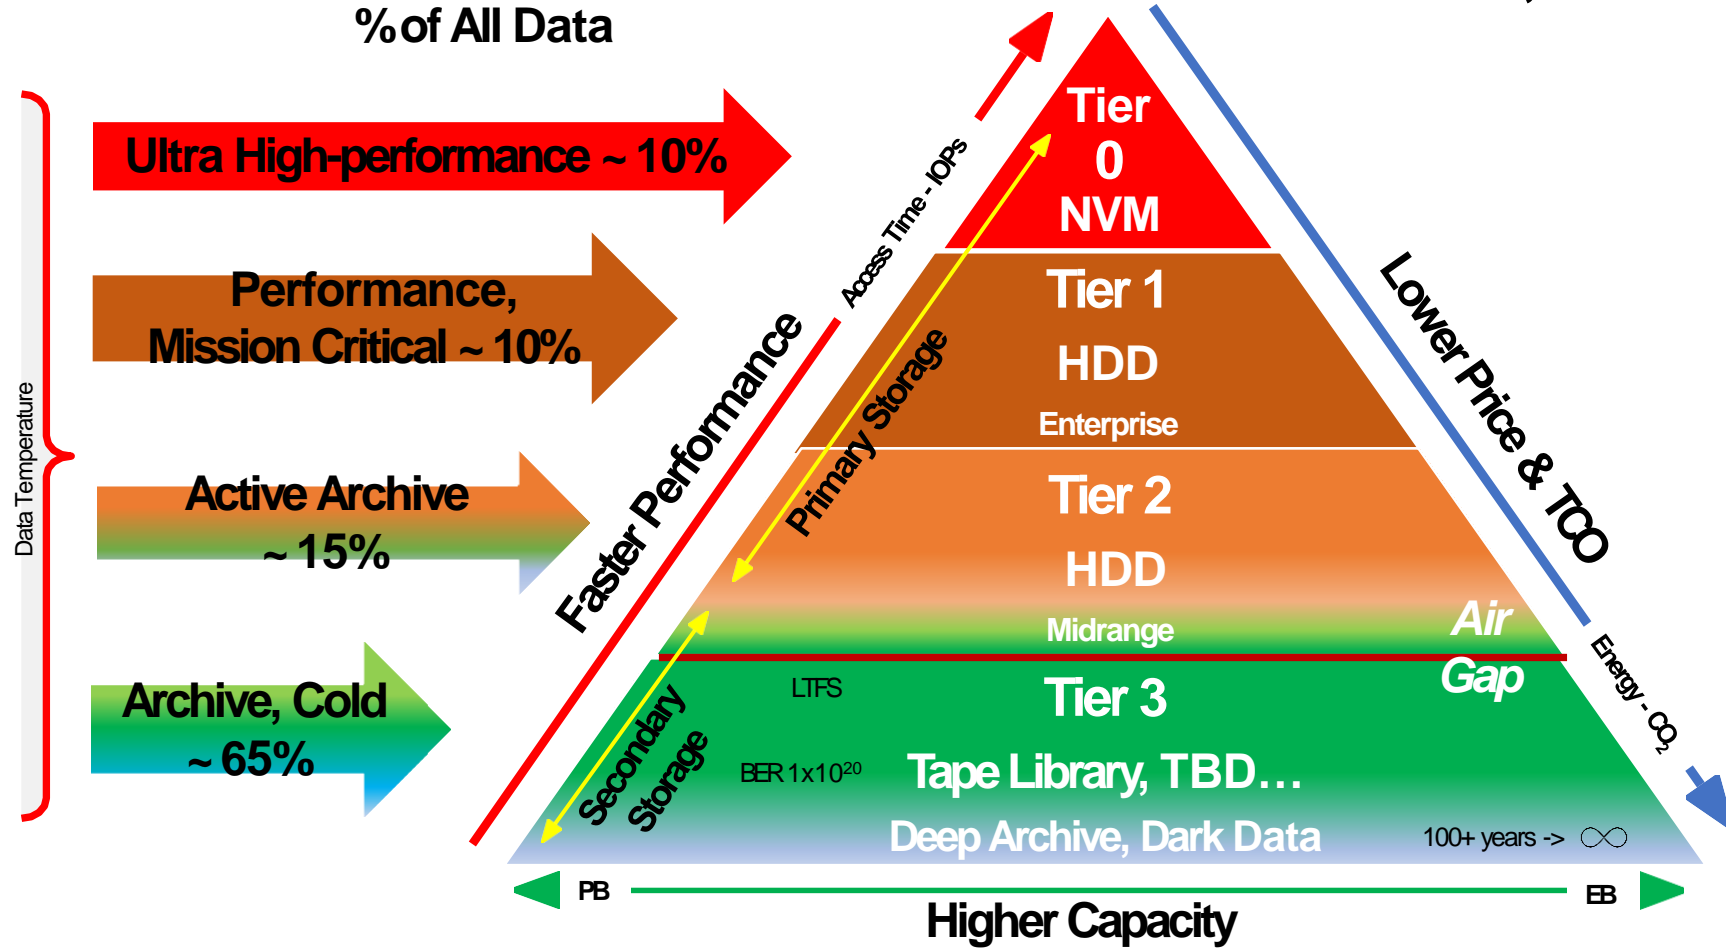 % of All Data
Ultra High-performance ~ 10%
Performance,
Mission Critical ~ 10%
Active Archive
~ 15%
Archive, Cold
~ 65%
Data Temperature
Faster Performance
Access Time - IOPs
Primary Storage
Secondary
Storage
Tier
0
NVM
Tier 1
HDD
Enterprise
Tier 2
HDD
Midrange
Air
Gap
LTFS
Tier 3
BER 1x10²⁰
Tape Library, TBD…
Deep Archive, Dark Data
100+ years -> ∞
Lower Price & TCO
Energy - CO₂
PB
EB
Higher Capacity